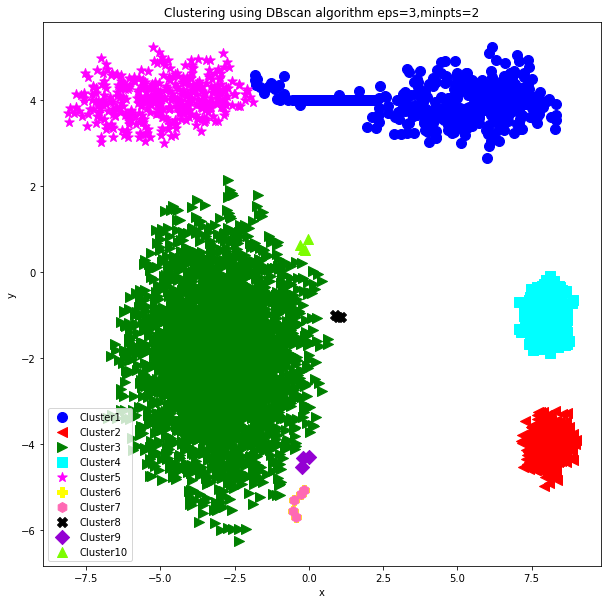 Clustering using DBscan algorithm eps=3,minpts=2
y
4
2
0
−2
−4
−6
Cluster1
Cluster2
Cluster3
Cluster4
Cluster5
Cluster6
Cluster7
Cluster8
Cluster9
Cluster10
−7.5 −5.0 −2.5 0.0 2.5 5.0 7.5
x